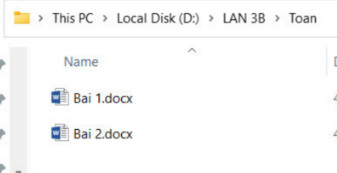 This PC > Local Disk (D:) > LAN 3B > Toan
Name
Bai 1.docx
Bai 2.docx